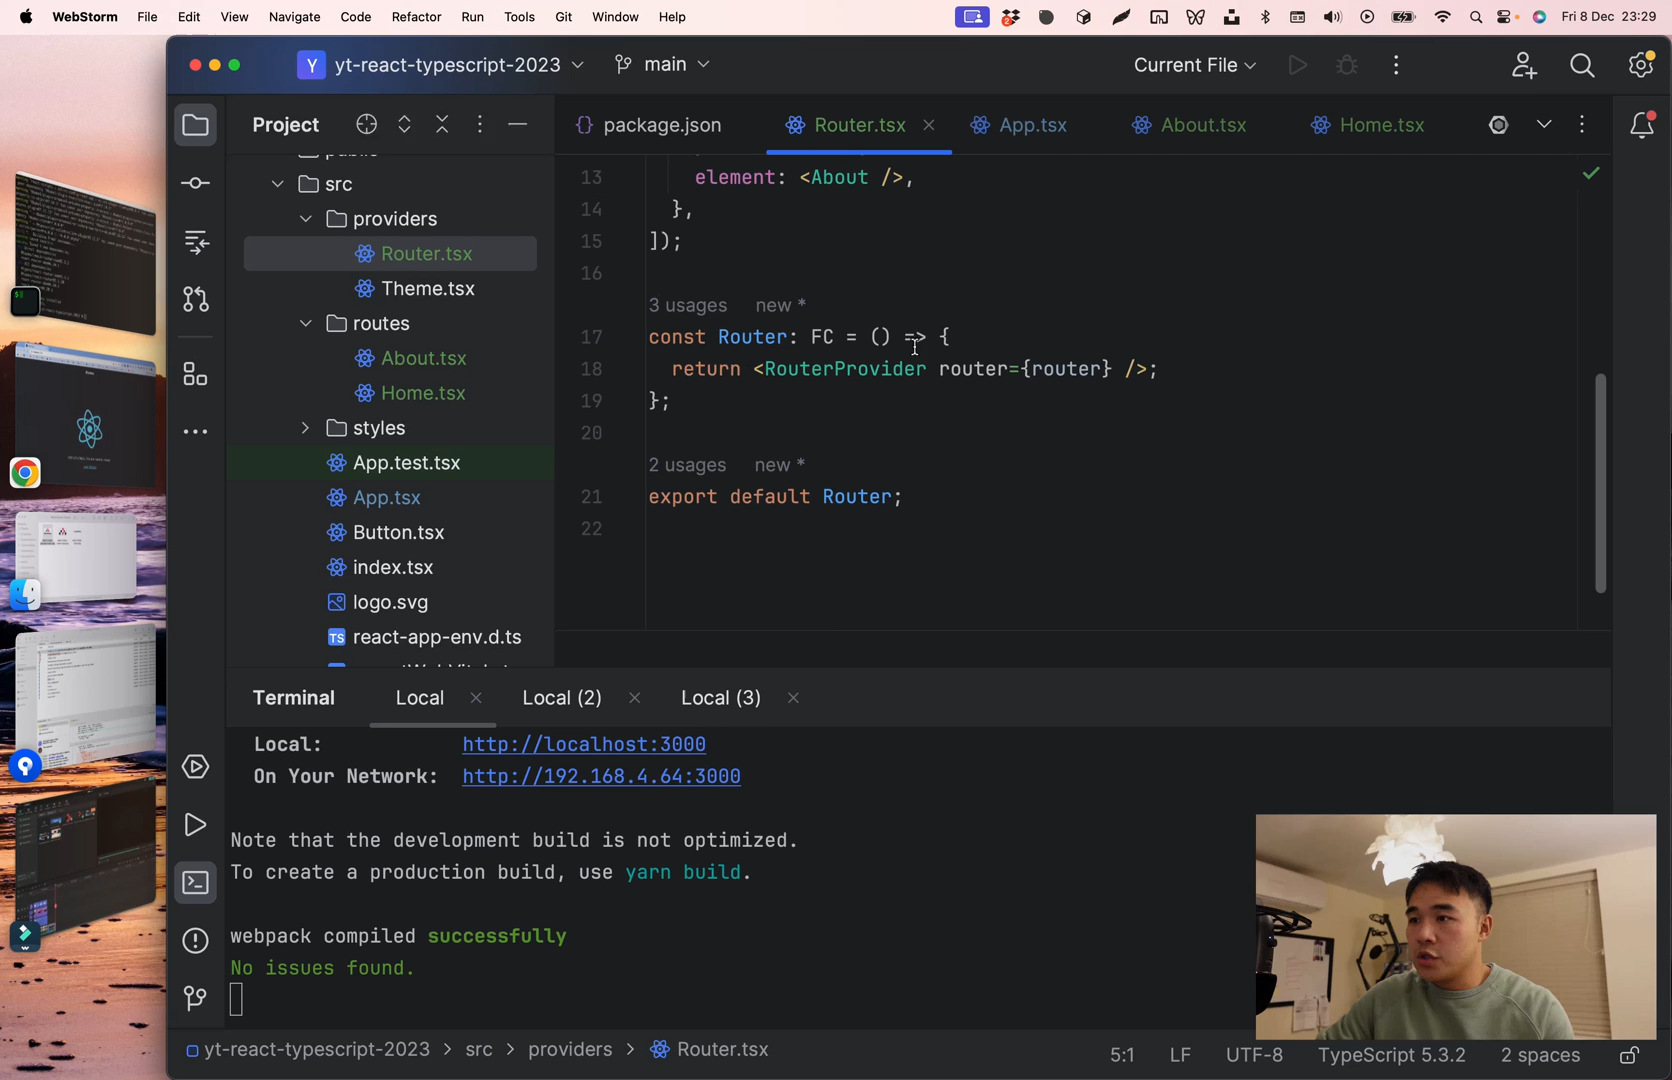 WebStorm File Edit View Navigate Code Refactor Run Tools Git Window Help
2
Fri 8 Dec 23:29
Y yt-react-typescript-2023 main
Current File
Project
package.json Router.tsx App.tsx About.tsx Home.tsx
public
src
providers
Router.tsx
Theme.tsx
routes
About.tsx
Home.tsx
styles
App.test.tsx
App.tsx
Button.tsx
index.tsx
logo.svg
TS react-app-env.d.ts
13 element: <About />,
14 },
15 ]);
16
3 usages new *
17 const Router: FC = () => {
18 return <RouterProvider router={router} />;
19 };
20
2 usages new *
21 export default Router;
22
Terminal Local Local (2) Local (3)
Local: http://localhost:3000
On Your Network: http://192.168.4.64:3000
Note that the development build is not optimized.
To create a production build, use yarn build.
webpack compiled successfully
No issues found.
yt-react-typescript-2023 > src > providers > Router.tsx
5:1 LF UTF-8 TypeScript 5.3.2 2 spaces